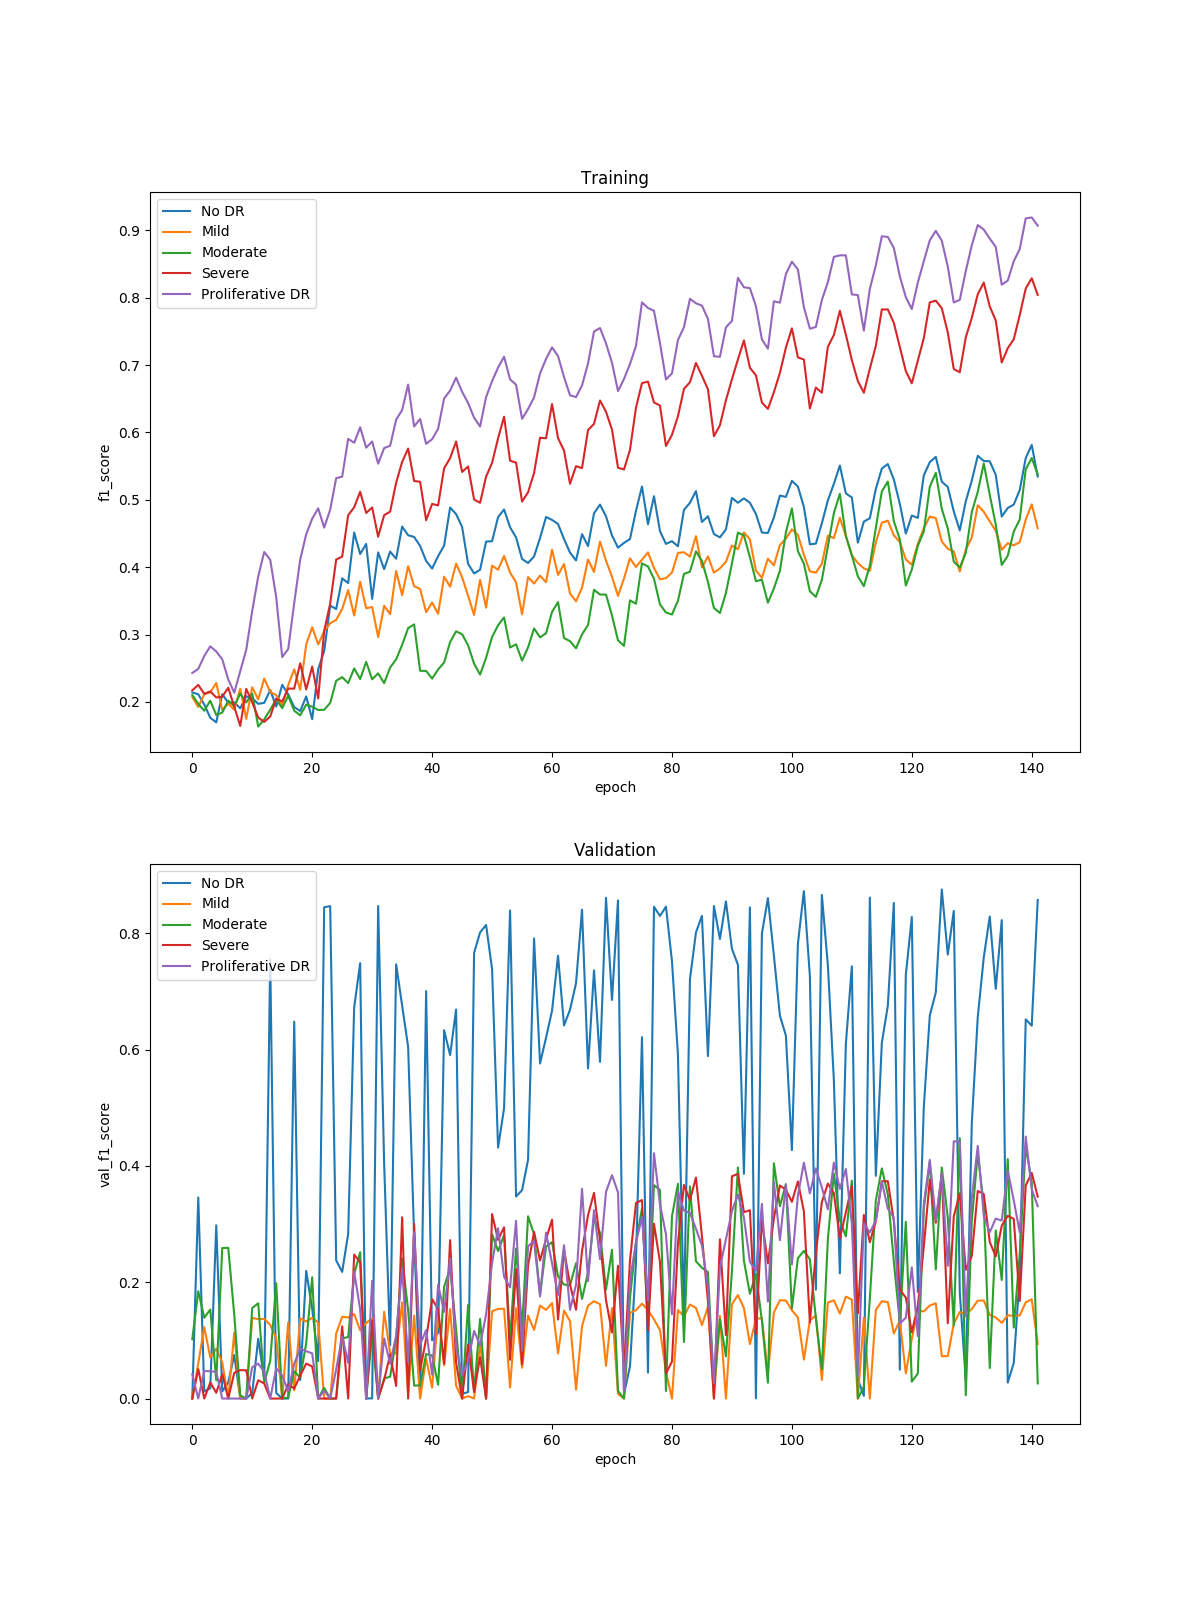 Training
No DR
Mild
Moderate
Severe
Proliferative DR
0.9
0.8
0.7
0.6
0.5
0.4
0.3
0.2
f1_score
0 20 40 60 80 100 120 140
epoch
Validation
No DR
Mild
Moderate
Severe
Proliferative DR
0.8
0.6
0.4
0.2
0.0
val_f1_score
0 20 40 60 80 100 120 140
epoch